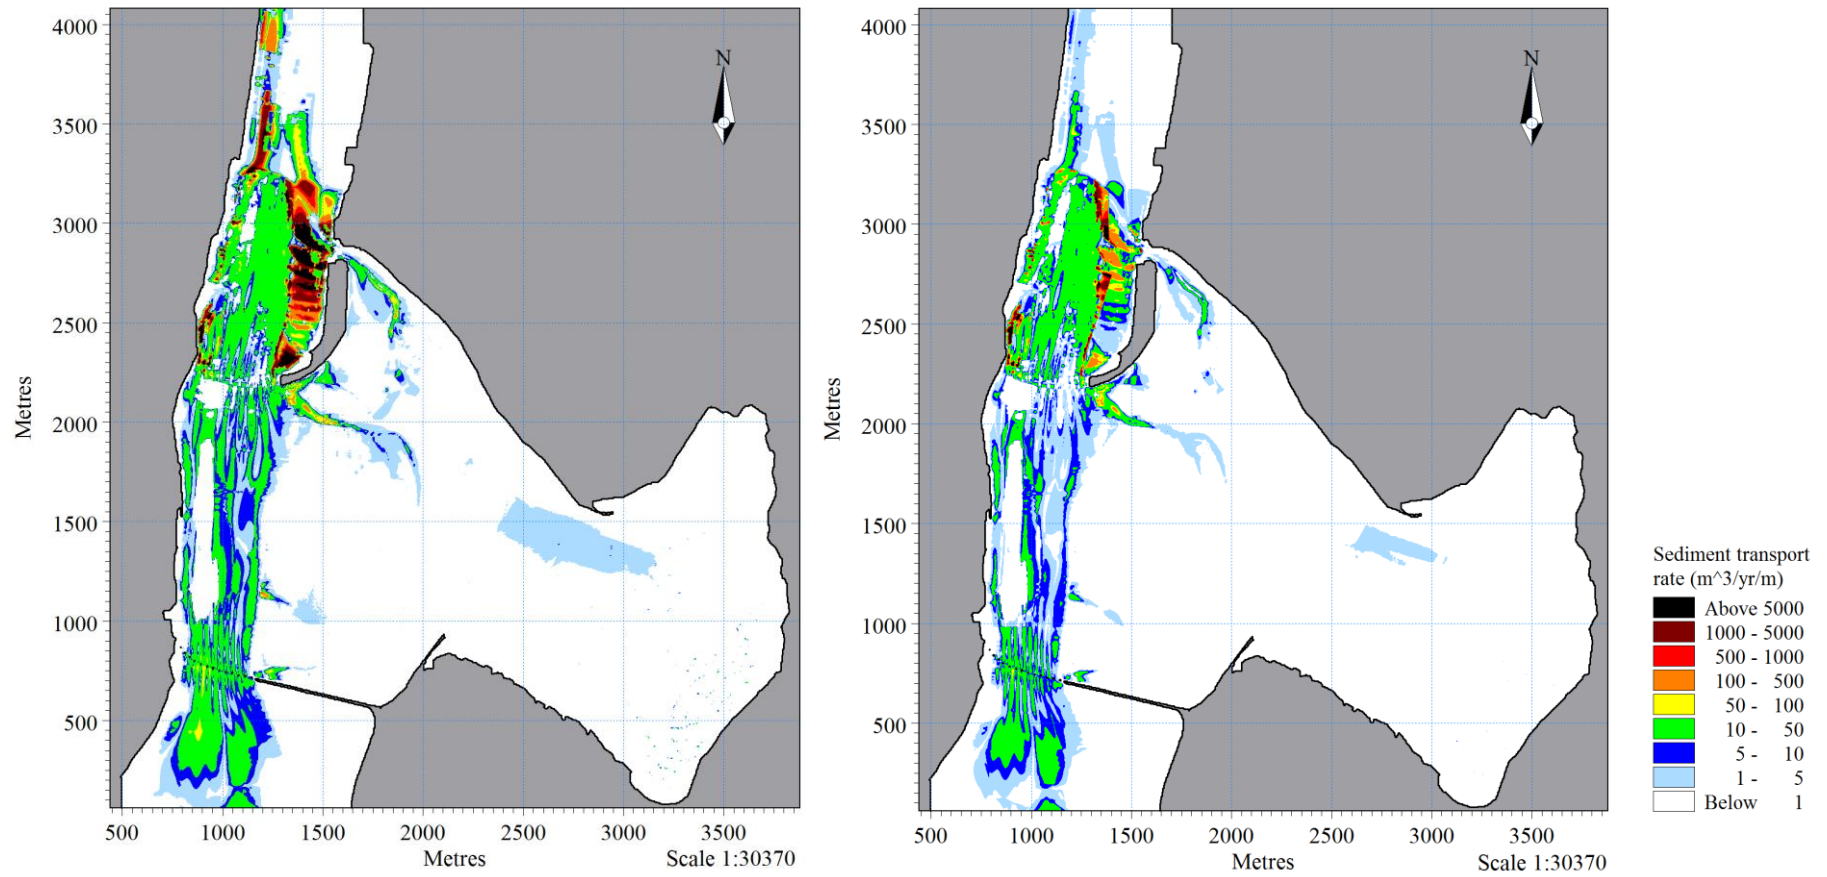 N
N
4000
3500
3000
2500
2000
1500
1000
500
Metres
500 1000 1500 2000 2500 3000 3500
Metres
Scale 1:30370
4000
3500
3000
2500
2000
1500
1000
500
Metres
500 1000 1500 2000 2500 3000 3500
Metres
Scale 1:30370
Sediment transport
rate (m^3/yr/m)
Above 5000
1000 - 5000
500 - 1000
100 - 500
50 - 100
10 - 50
5 - 10
1 - 5
Below 1